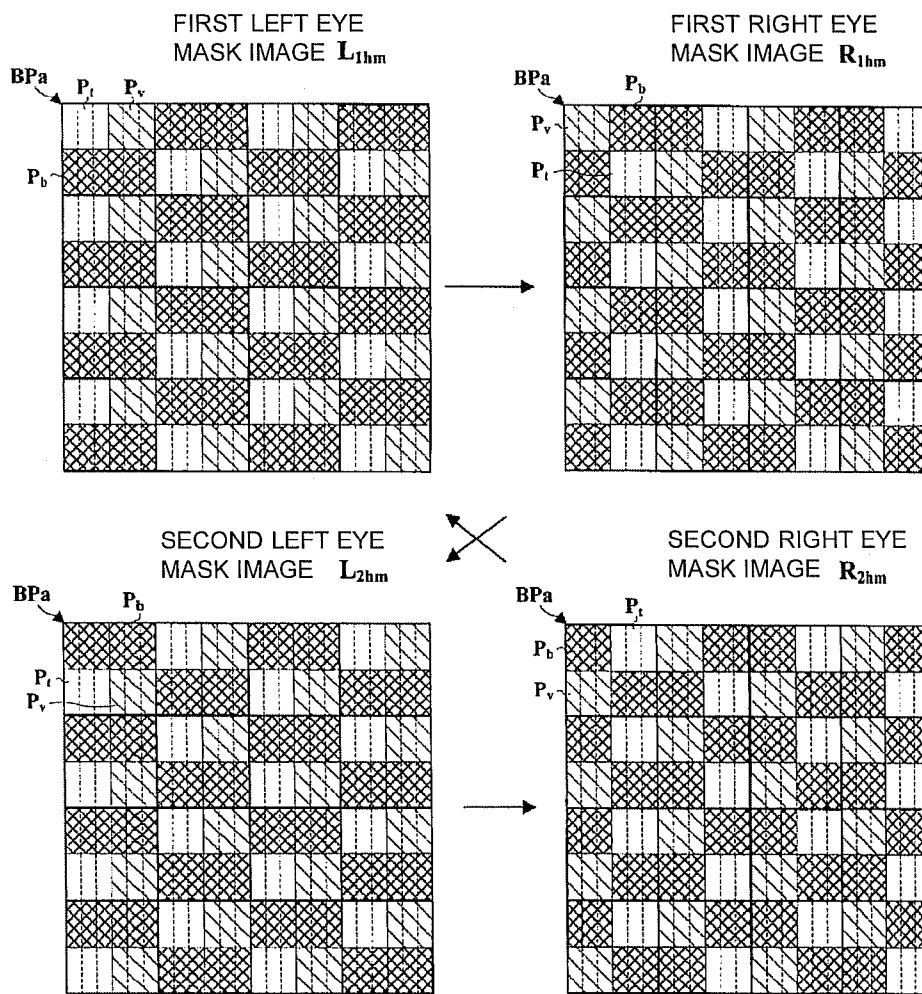 FIRST LEFT EYE
MASK IMAGE L1hm
FIRST RIGHT EYE
MASK IMAGE R1hm
BPa
Pt
Pv
Pb
BPa
Pb
Pv
Pt
SECOND LEFT EYE
MASK IMAGE L2hm
SECOND RIGHT EYE
MASK IMAGE R2hm
BPa
Pb
Pt
Pv
BPa
Pt
Pb
Pv